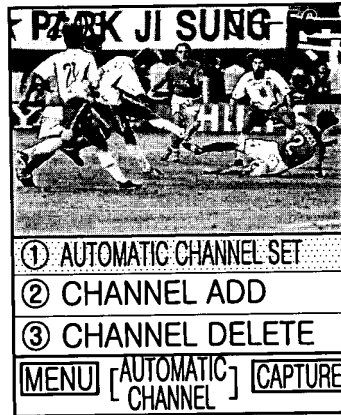 PARK JI SUNG
① AUTOMATIC CHANNEL SET
② CHANNEL ADD
③ CHANNEL DELETE
MENU [AUTOMATIC CHANNEL] CAPTURE